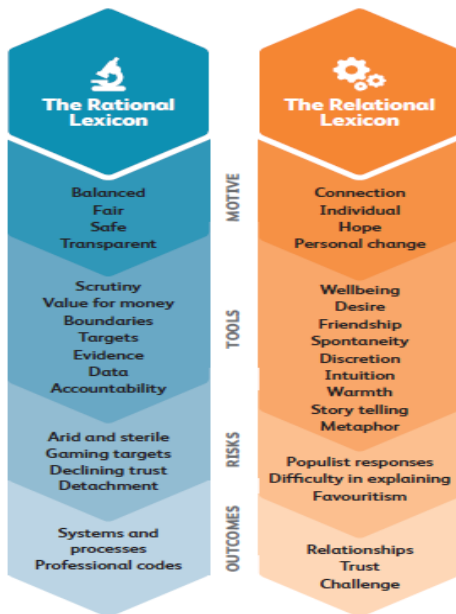 The Rational
Lexicon
Balanced
Fair
Safe
Transparent
Scrutiny
Value for money
Boundaries
Targets
Evidence
Data
Accountability
Arid and sterile
Gaming targets
Declining trust
Detachment
Systems and
processes
Professional codes
MOTIVE
TOOLS
RISKS
OUTCOMES
The Relational
Lexicon
Connection
Individual
Hope
Personal change
Wellbeing
Desire
Friendship
Spontaneity
Discretion
Intuition
Warmth
Story telling
Metaphor
Populist responses
Difficulty in explaining
Favouritism
Relationships
Trust
Challenge